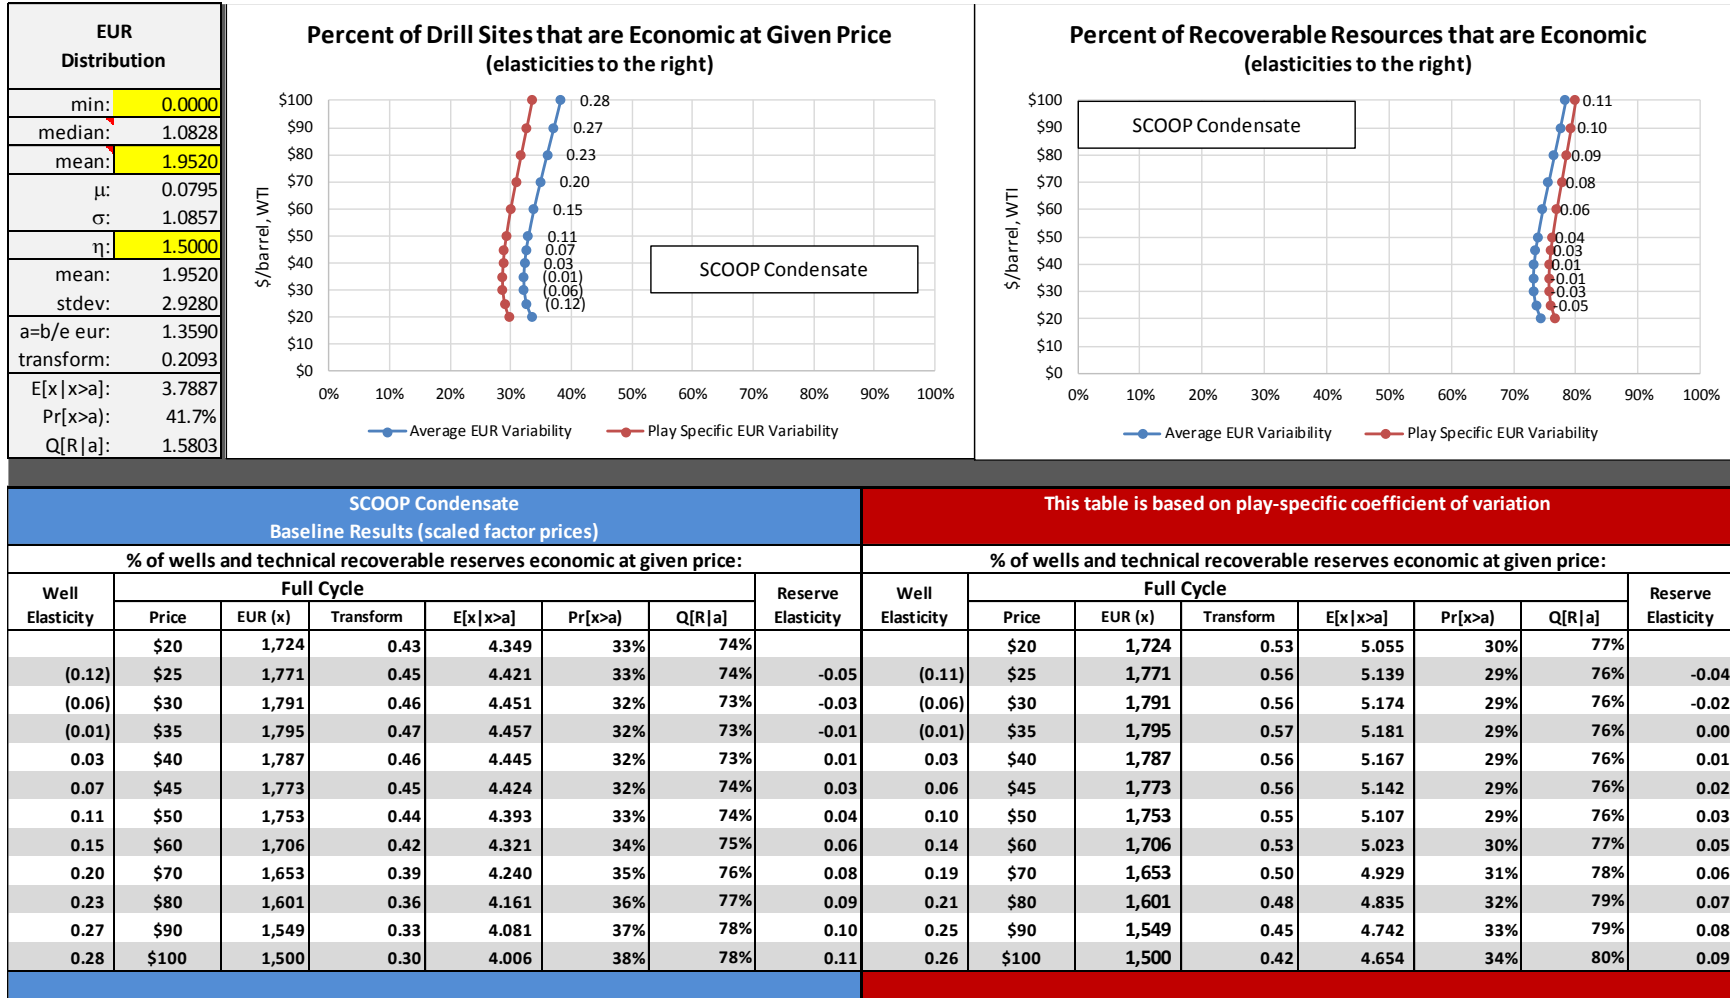 EUR
Distribution
min: 0.0000
median: 1.0828
mean: 1.9520
μ: 0.0795
σ: 1.0857
η: 1.5000
mean: 1.9520
stdev: 2.9280
a=b/e eur: 1.3590
transform: 0.2093
E[x|x>a]: 3.7887
Pr[x>a): 41.7%
Q[R|a]: 1.5803
Percent of Drill Sites that are Economic at Given Price
(elasticities to the right)
$/barrel, WTI
$100
$90
$80
$70
$60
$50
$40
$30
$20
$10
$0
0.28
0.27
0.23
0.20
0.15
0.11
0.07
0.03
(0.01)
(0.06)
(0.12)
SCOOP Condensate
0% 10% 20% 30% 40% 50% 60% 70% 80% 90% 100%
Average EUR Variability Play Specific EUR Variability
Percent of Recoverable Resources that are Economic
(elasticities to the right)
$/barrel, WTI
$100
$90
$80
$70
$60
$50
$40
$30
$20
$10
$0
SCOOP Condensate
0.11
0.10
0.09
0.08
0.06
0.04
0.03
0.01
-0.01
-0.03
-0.05
0% 10% 20% 30% 40% 50% 60% 70% 80% 90% 100%
Average EUR Variaibility Play Specific EUR Variability
SCOOP Condensate
Baseline Results (scaled factor prices)
% of wells and technical recoverable reserves economic at given price:
Well Full Cycle Reserve
Elasticity Price EUR (x) Transform E[x|x>a] Pr[x>a) Q[R|a] Elasticity
$20 1,724 0.43 4.349 33% 74%
(0.12) $25 1,771 0.45 4.421 33% 74% -0.05
(0.06) $30 1,791 0.46 4.451 32% 73% -0.03
(0.01) $35 1,795 0.47 4.457 32% 73% -0.01
0.03 $40 1,787 0.46 4.445 32% 73% 0.01
0.07 $45 1,773 0.45 4.424 32% 74% 0.03
0.11 $50 1,753 0.44 4.393 33% 74% 0.04
0.15 $60 1,706 0.42 4.321 34% 75% 0.06
0.20 $70 1,653 0.39 4.240 35% 76% 0.08
0.23 $80 1,601 0.36 4.161 36% 77% 0.09
0.27 $90 1,549 0.33 4.081 37% 78% 0.10
0.28 $100 1,500 0.30 4.006 38% 78% 0.11
This table is based on play-specific coefficient of variation
% of wells and technical recoverable reserves economic at given price:
Well Full Cycle Reserve
Elasticity Price EUR (x) Transform E[x|x>a] Pr[x>a) Q[R|a] Elasticity
$20 1,724 0.53 5.055 30% 77%
(0.11) $25 1,771 0.56 5.139 29% 76% -0.04
(0.06) $30 1,791 0.56 5.174 29% 76% -0.02
(0.01) $35 1,795 0.57 5.181 29% 76% 0.00
0.03 $40 1,787 0.56 5.167 29% 76% 0.01
0.06 $45 1,773 0.56 5.142 29% 76% 0.02
0.10 $50 1,753 0.55 5.107 29% 76% 0.03
0.14 $60 1,706 0.53 5.023 30% 77% 0.05
0.19 $70 1,653 0.50 4.929 31% 78% 0.06
0.21 $80 1,601 0.48 4.835 32% 79% 0.07
0.25 $90 1,549 0.45 4.742 33% 79% 0.08
0.26 $100 1,500 0.42 4.654 34% 80% 0.09